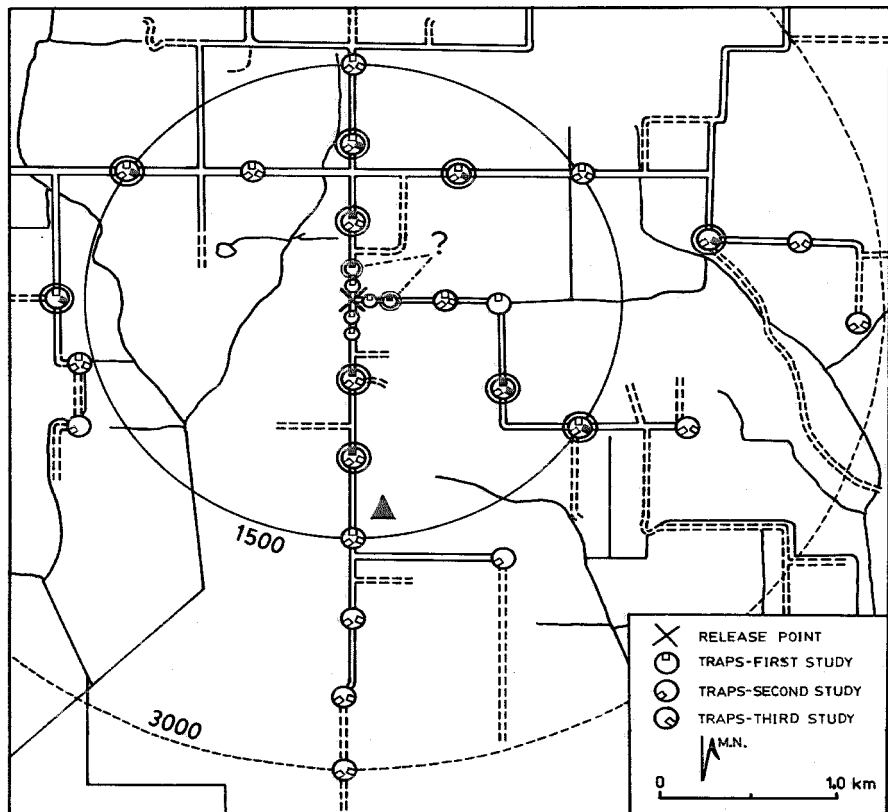 ?
1500
3000
RELEASE POINT
TRAPS-FIRST STUDY
TRAPS-SECOND STUDY
TRAPS-THIRD STUDY
M.N.
0 1.0 km